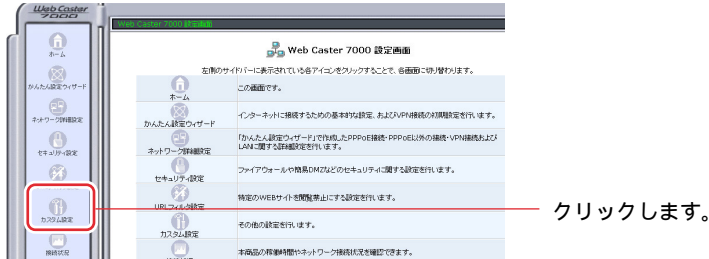 Web Caster
7000
Web Caster 7000 設定画面
ホーム
かんたん設定ウィザード
ネットワーク詳細設定
セキュリティ設定
カスタム設定
接続状況
Web Caster 7000 設定画面
左側のサイドバーに表示されている各アイコンをクリックすることで、各画面に切り替わります。
ホーム
この画面です。
かんたん設定ウィザード
インターネットに接続するための基本的な設定、およびVPN接続の初期設定を行います。
ネットワーク詳細設定
「かんたん設定ウィザード」で作成したPPPoE接続・PPPoE以外の接続・VPN接続および
LANに関する詳細設定を行います。
セキュリティ設定
ファイアウォールや簡易DMZなどのセキュリティに関する設定を行います。
URLフィルタ設定
特定のWEBサイトを閲覧禁止にする設定を行います。
カスタム設定
その他の設定を行います。
本商品の稼働時間やネットワーク接続状況を確認できます。
クリックします。